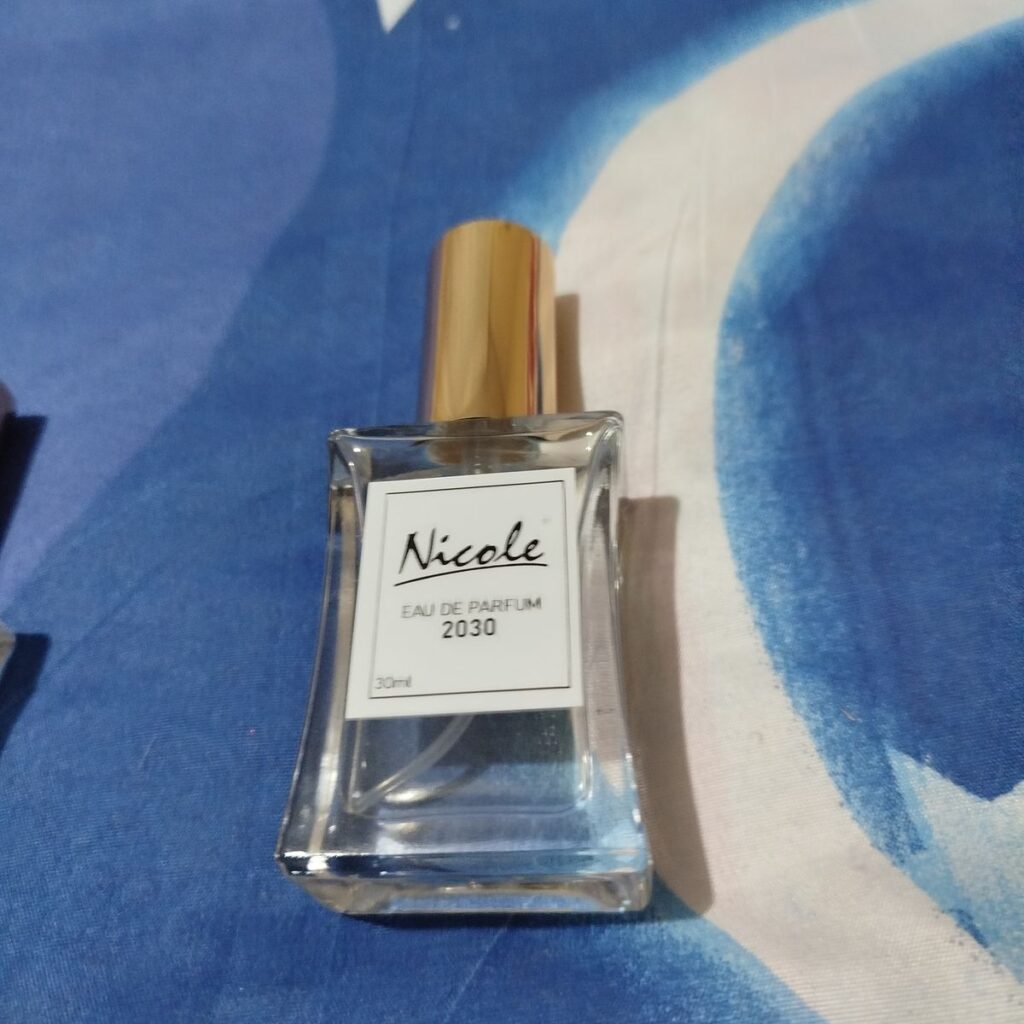 Nicole
EAU DE PARFUM
2030
30ml